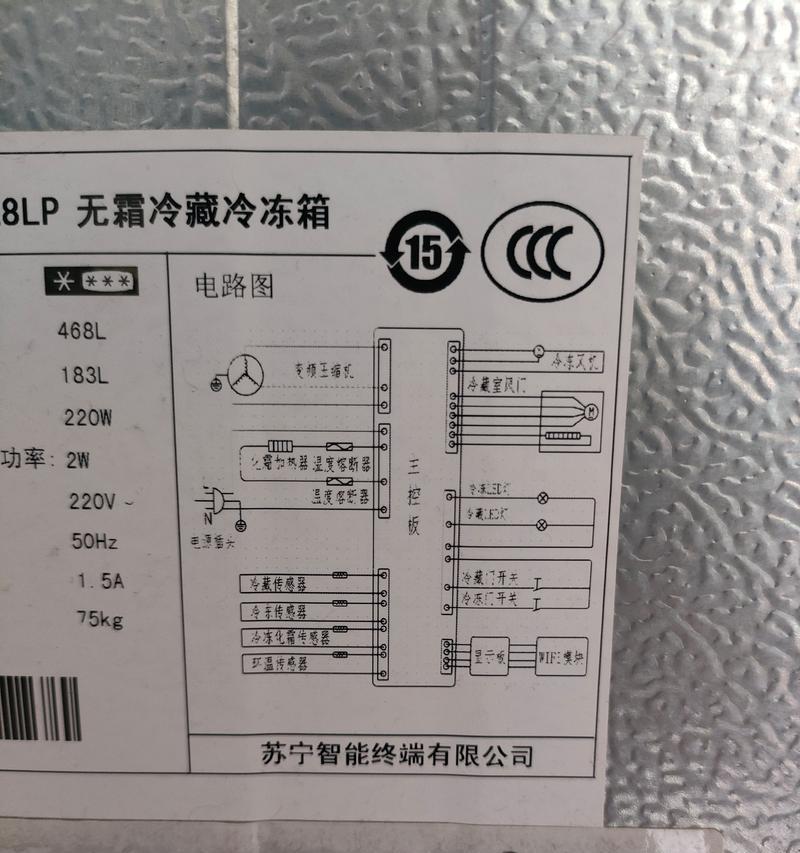 8LP 无霜冷藏冷冻箱
15
CCC
电路图
468L
183L
220W
功率: 2W
220V ~
50Hz
1.5A
75kg
变频压缩机
化霜加热器 温度熔断器
温度熔断器
N
电源插头
冷藏传感器
冷冻传感器
冷冻化霜传感器
环温传感器
主控板
冷冻风机
冷藏室风门
M
冷冻LED灯
冷藏LED灯
冷藏门开关
冷冻门开关
显示板
WIFI模块
苏宁智能终端有限公司